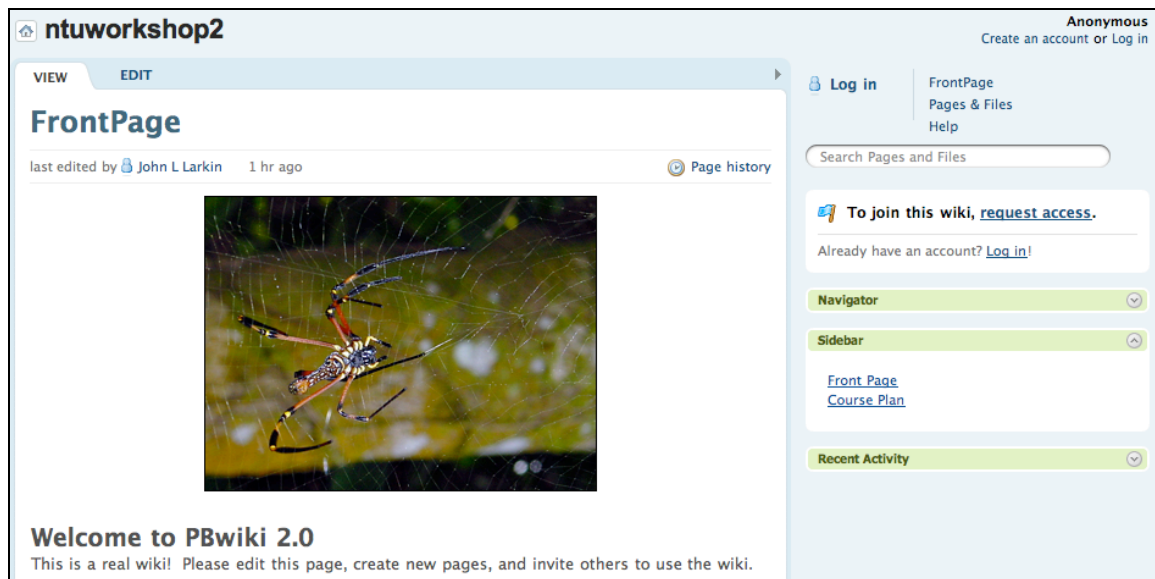 ntuworkshop2
Anonymous
Create an account or Log in
VIEW
EDIT
FrontPage
last edited by John L Larkin 1 hr ago
Page history
Welcome to PBwiki 2.0
This is a real wiki! Please edit this page, create new pages, and invite others to use the wiki.
Log in
FrontPage
Pages & Files
Help
Search Pages and Files
To join this wiki, request access.
Already have an account? Log in!
Navigator
Sidebar
Front Page
Course Plan
Recent Activity